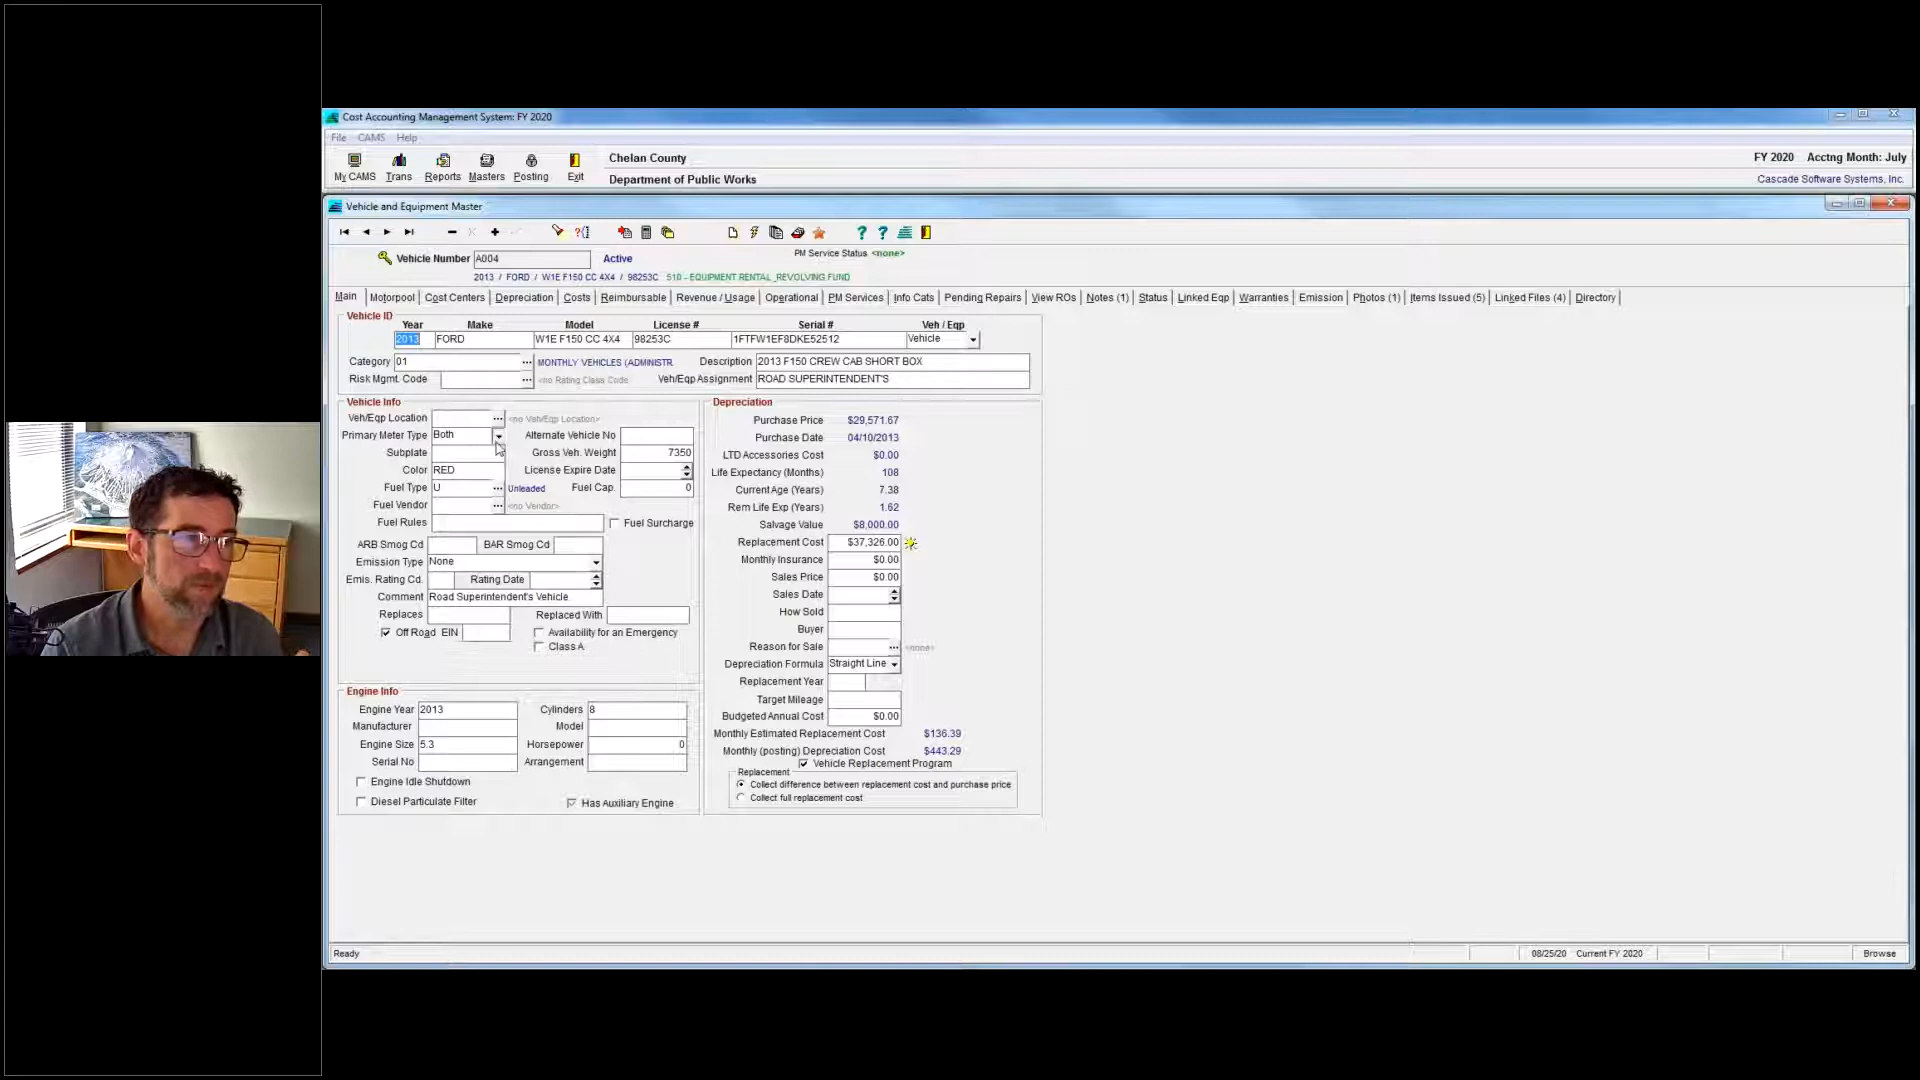 Cost Accounting Management System: FY 2020
File CAMS Help
Chelan County
FY 2020 Acctng Month: July
My CAMS Trans Reports Masters Posting Exit
Department of Public Works
Cascade Software Systems, Inc.
Vehicle and Equipment Master
Vehicle Number A004 Active
PM Service Status <none>
2013 / FORD / W1E F150 CC 4X4 / 98253C 510 - EQUIPMENT RENTAL_REVOLVING FUND
Main Motorpool Cost Centers Depreciation Costs Reimbursable Revenue / Usage Operational PM Services Info Cats Pending Repairs View ROs Notes (1) Status Linked Eqp Warranties Emission Photos (1) Items Issued (5) Linked Files (4) Directory
Vehicle ID
Year Make Model License # Serial # Veh / Eqp
2013 FORD W1E F150 CC 4X4 98253C 1FTFW1EF8DKE52512 Vehicle
Category 01 MONTHLY VEHICLES (ADMINISTR. Description 2013 F150 CREW CAB SHORT BOX
Risk Mgmt. Code <no Rating Class Code Veh/Eqp Assignment ROAD SUPERINTENDENT'S
Vehicle Info
Veh/Eqp Location <no Veh/Eqp Location>
Primary Meter Type Both Alternate Vehicle No
Subplate Gross Veh. Weight 7350
Color RED License Expire Date
Fuel Type U Unleaded Fuel Cap. 0
Fuel Vendor <no Vendor>
Fuel Rules Fuel Surcharge
ARB Smog Cd BAR Smog Cd
Emission Type None
Emis. Rating Cd. Rating Date
Comment Road Superintendent's Vehicle
Replaces Replaced With
Off Road EIN Availability for an Emergency
Class A
Engine Info
Engine Year 2013 Cylinders 8
Manufacturer Model
Engine Size 5.3 Horsepower 0
Serial No Arrangement
Engine Idle Shutdown
Diesel Particulate Filter Has Auxiliary Engine
Depreciation
Purchase Price $29,571.67
Purchase Date 04/10/2013
LTD Accessories Cost $0.00
Life Expectancy (Months) 108
Current Age (Years) 7.38
Rem Life Exp (Years) 1.62
Salvage Value $8,000.00
Replacement Cost $37,326.00
Monthly Insurance $0.00
Sales Price $0.00
Sales Date
How Sold
Buyer
Reason for Sale <none>
Depreciation Formula Straight Line
Replacement Year
Target Mileage
Budgeted Annual Cost $0.00
Monthly Estimated Replacement Cost $136.39
Monthly (posting) Depreciation Cost $443.29
Vehicle Replacement Program
Replacement
Collect difference between replacement cost and purchase price
Collect full replacement cost
Ready 08/25/20 Current FY 2020 Browse